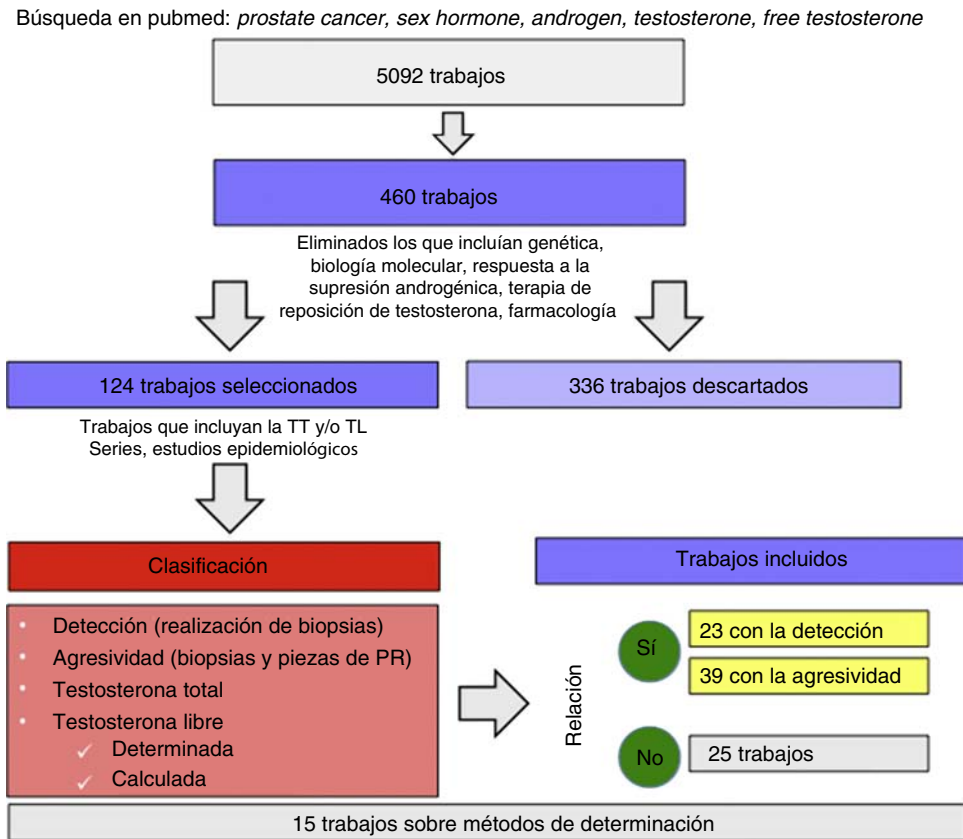 Búsqueda en pubmed: prostate cancer, sex hormone, androgen, testosterone, free testosterone
5092 trabajos
460 trabajos
Eliminados los que incluían genética,
biología molecular, respuesta a la
supresión androgénica, terapia de
reposición de testosterona, farmacología
124 trabajos seleccionados
336 trabajos descartados
Trabajos que incluyan la TT y/o TL
Series, estudios epidemiológicos
Clasificación
• Detección (realización de biopsias)
• Agresividad (biopsias y piezas de PR)
• Testosterona total
• Testosterona libre
✓ Determinada
✓ Calculada
Trabajos incluidos
Relación
Sí
23 con la detección
39 con la agresividad
No
25 trabajos
15 trabajos sobre métodos de determinación